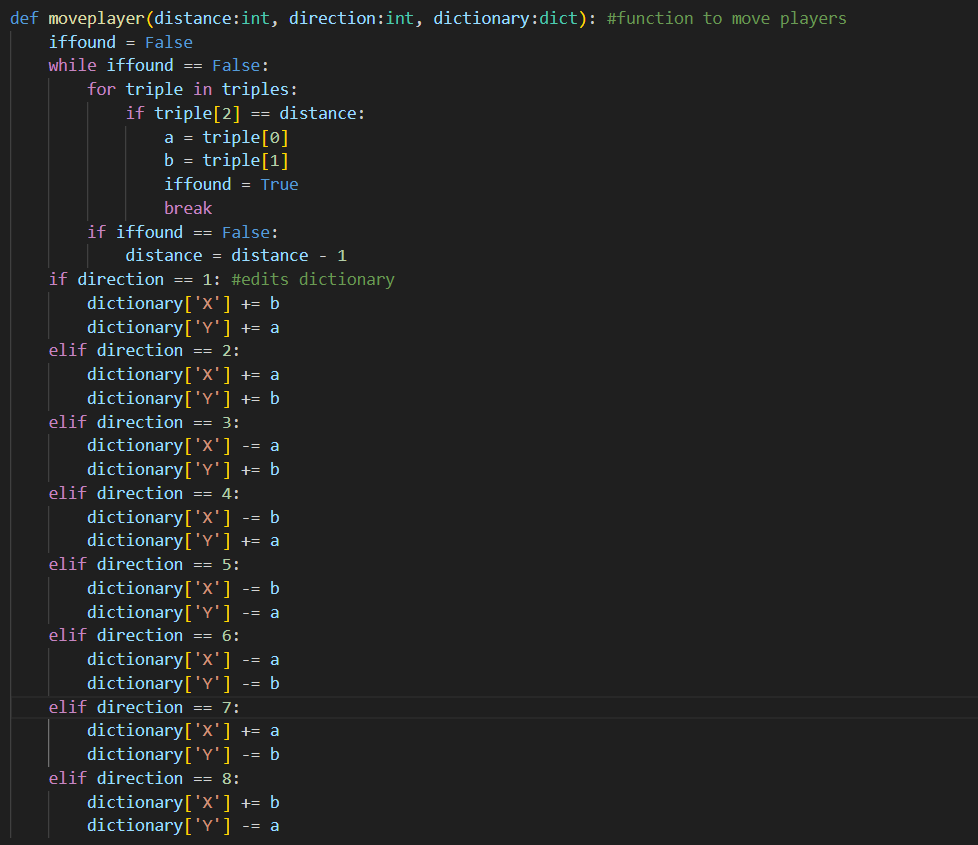 def moveplayer(distance:int, direction:int, dictionary:dict): #function to move players
    iffound = False
    while iffound == False:
        for triple in triples:
            if triple[2] == distance:
                a = triple[0]
                b = triple[1]
                iffound = True
                break
        if iffound == False:
            distance = distance - 1
    if direction == 1: #edits dictionary
        dictionary['X'] += b
        dictionary['Y'] += a
    elif direction == 2:
        dictionary['X'] += a
        dictionary['Y'] += b
    elif direction == 3:
        dictionary['X'] -= a
        dictionary['Y'] += b
    elif direction == 4:
        dictionary['X'] -= b
        dictionary['Y'] += a
    elif direction == 5:
        dictionary['X'] -= b
        dictionary['Y'] -= a
    elif direction == 6:
        dictionary['X'] -= a
        dictionary['Y'] -= b
    elif direction == 7:
        dictionary['X'] += a
        dictionary['Y'] -= b
    elif direction == 8:
        dictionary['X'] += b
        dictionary['Y'] -= a